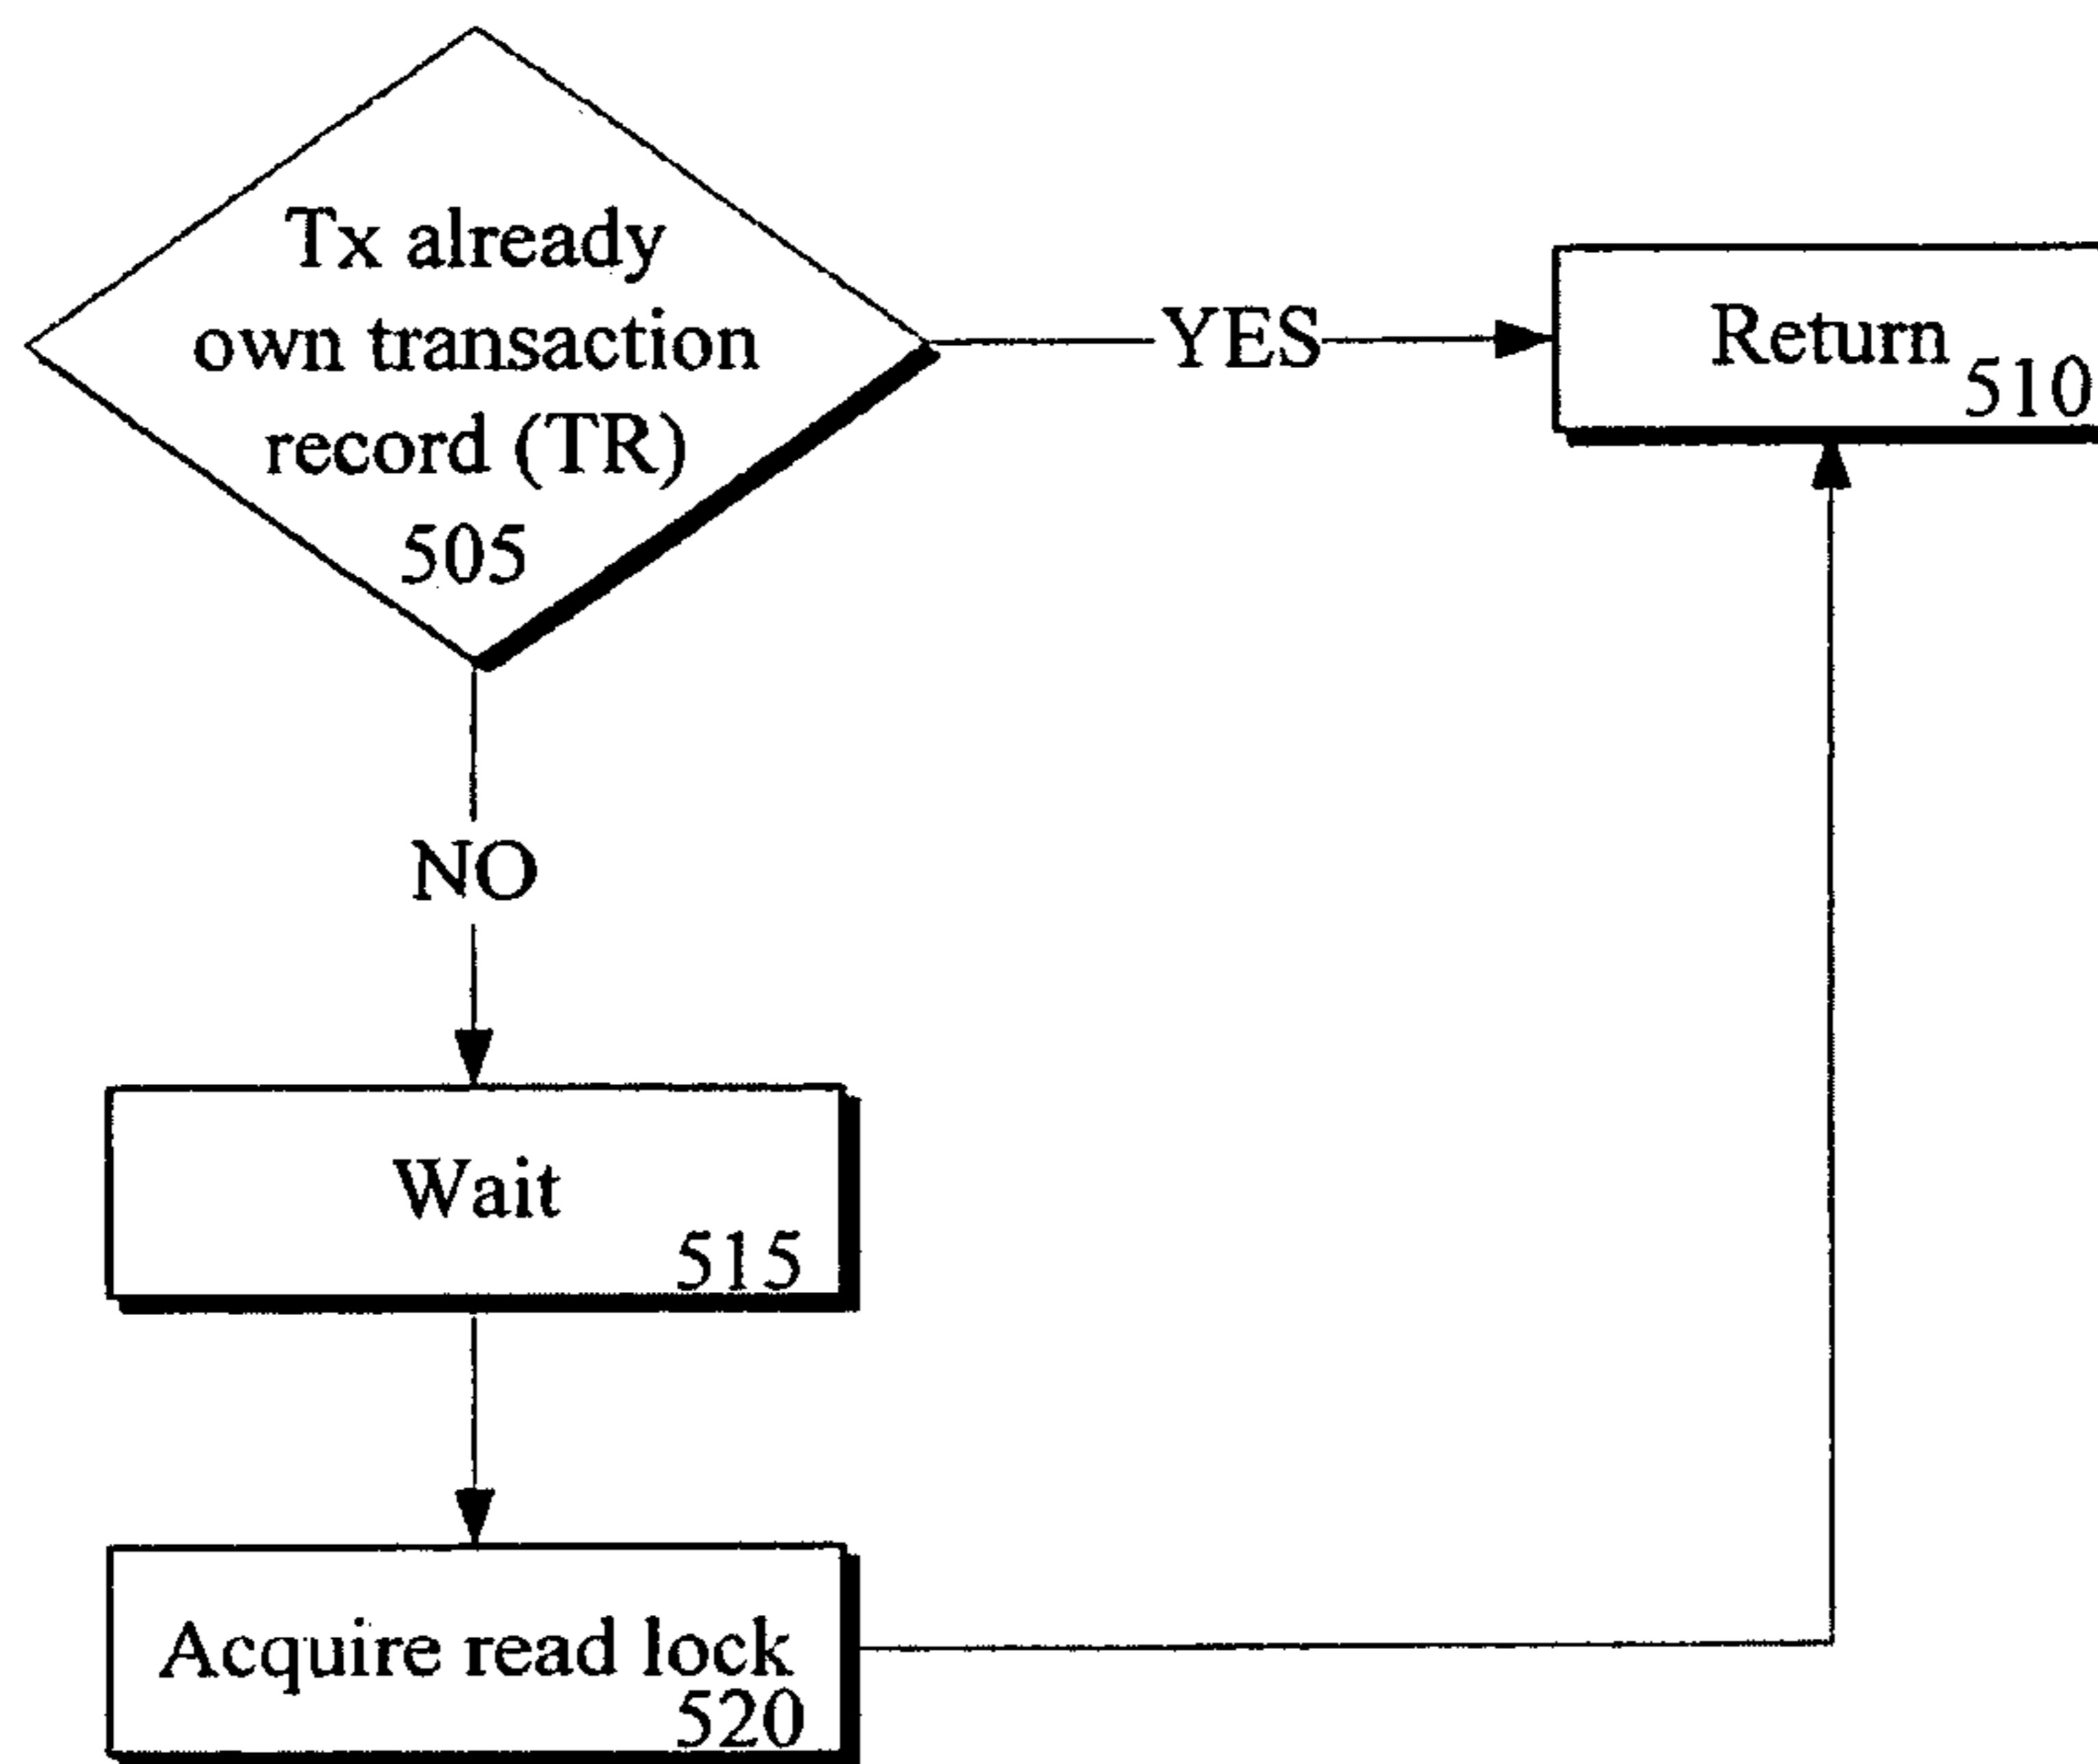 Tx already
own transaction
record (TR)
505
YES
Return
510
NO
Wait
515
Acquire read lock
520